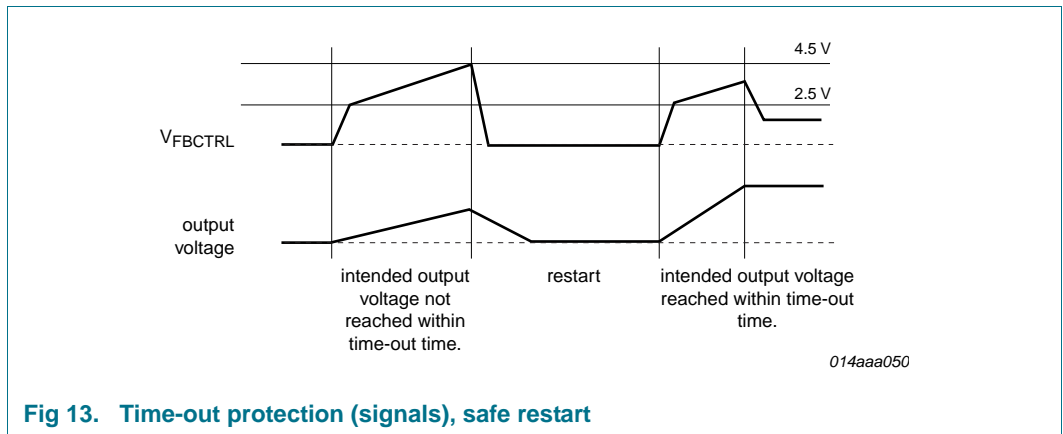 4.5 V
2.5 V
VFBCTRL
output
voltage
intended output
voltage not
reached within
time-out time.
restart
intended output voltage
reached within time-out
time.
014aaa050
Fig 13. Time-out protection (signals), safe restart